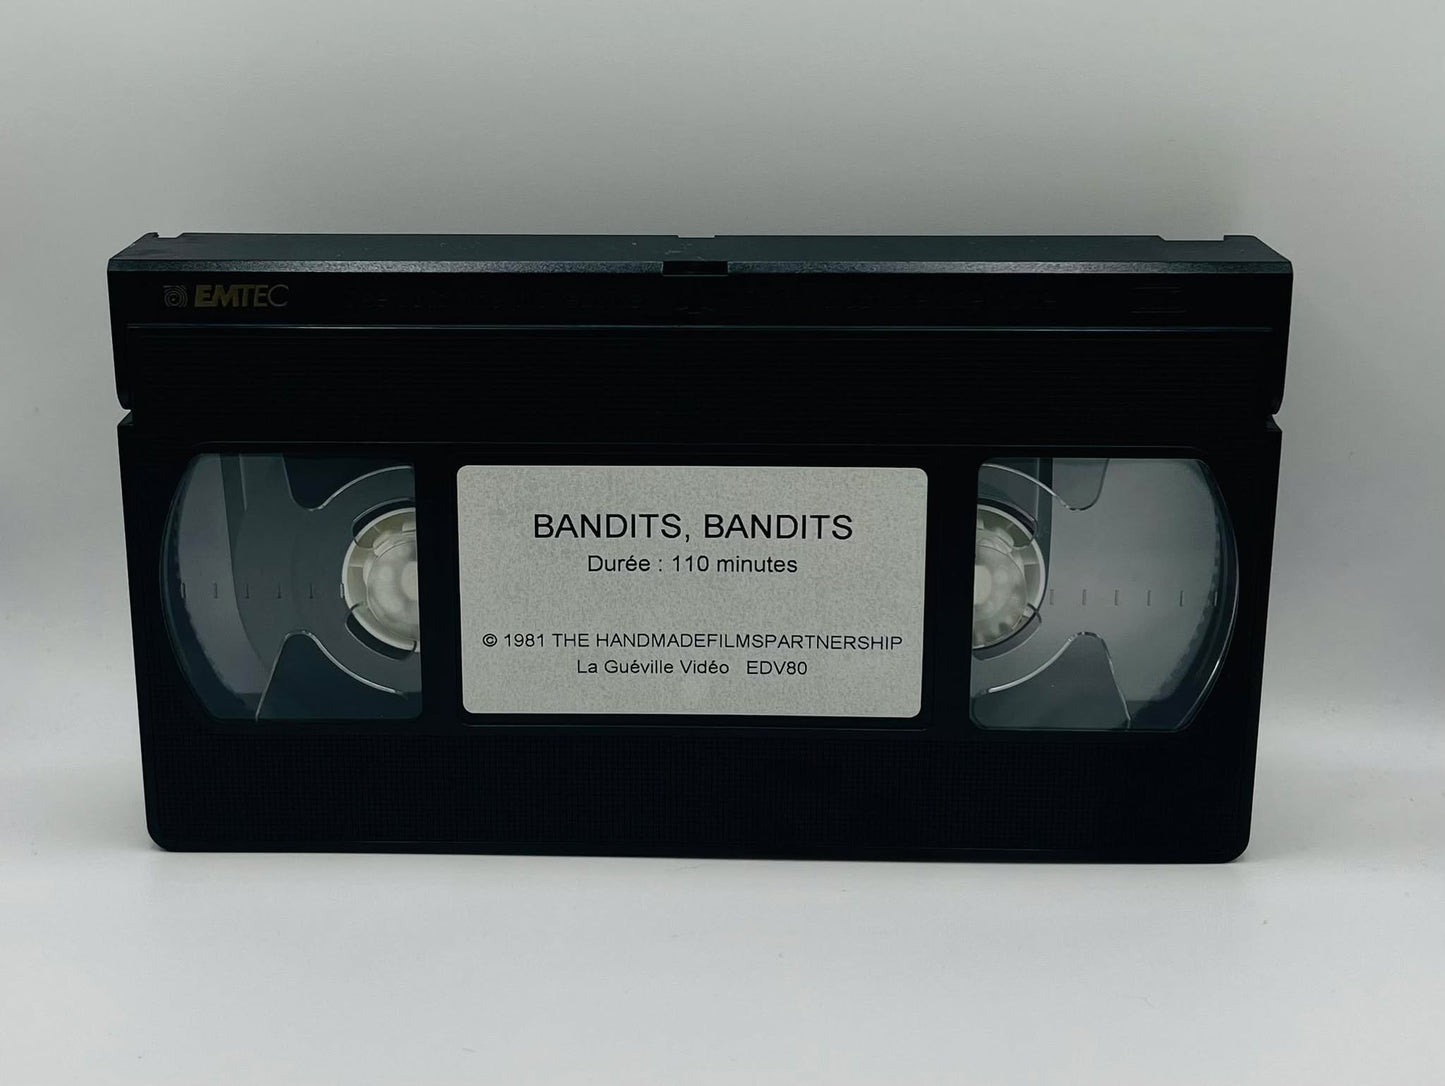 EMTEC
BANDITS, BANDITS
Durée : 110 minutes
© 1981 THE HANDMADEFILMSPARTNERSHIP
La Guéville Vidéo EDV80